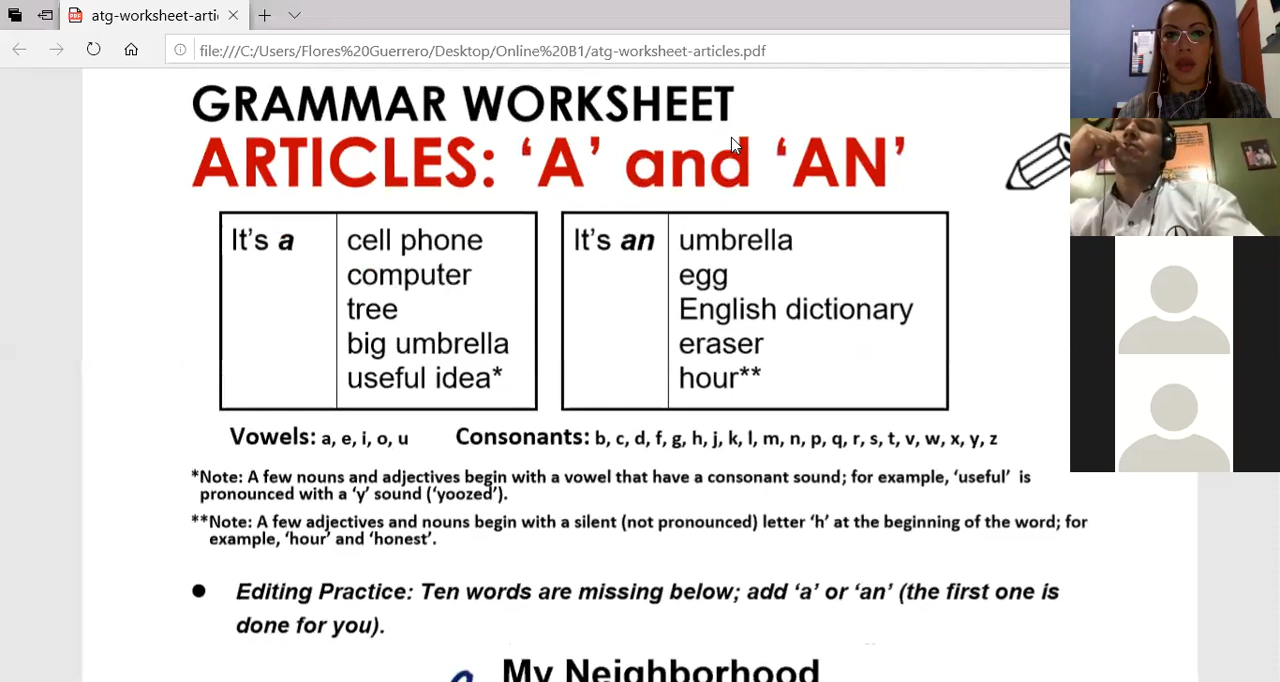 atg-worksheet-arti
file:///C:/Users/Flores%20Guerrero/Desktop/Online%20B1/atg-worksheet-articles.pdf
GRAMMAR WORKSHEET
ARTICLES: ‘A’ and ‘AN’
It’s a
cell phone
computer
tree
big umbrella
useful idea*
It’s an
umbrella
egg
English dictionary
eraser
hour**
Vowels: a, e, i, o, u
Consonants: b, c, d, f, g, h, j, k, l, m, n, p, q, r, s, t, v, w, x, y, z
*Note: A few nouns and adjectives begin with a vowel that have a consonant sound; for example, ‘useful’ is
pronounced with a ‘y’ sound (‘yoozed’).
**Note: A few adjectives and nouns begin with a silent (not pronounced) letter ‘h’ at the beginning of the word; for
example, ‘hour’ and ‘honest’.
● Editing Practice: Ten words are missing below; add ‘a’ or ‘an’ (the first one is
done for you).
My Neighborhood